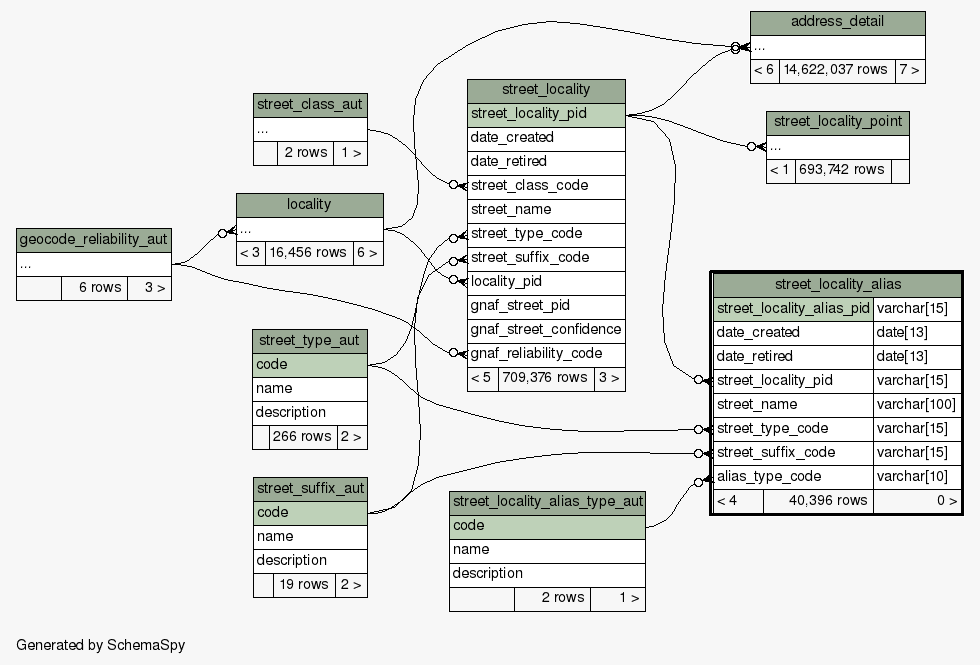 address_detail
...
< 6 14,622,037 rows 7 >
street_locality
street_locality_pid
date_created
date_retired
street_class_code
street_name
street_type_code
street_suffix_code
locality_pid
gnaf_street_pid
gnaf_street_confidence
gnaf_reliability_code
< 5 709,376 rows 3 >
street_class_aut
...
2 rows 1 >
street_locality_point
...
< 1 693,742 rows
locality
...
< 3 16,456 rows 6 >
geocode_reliability_aut
...
6 rows 3 >
street_locality_alias
street_locality_alias_pid varchar[15]
date_created date[13]
date_retired date[13]
street_locality_pid varchar[15]
street_name varchar[100]
street_type_code varchar[15]
street_suffix_code varchar[15]
alias_type_code varchar[10]
< 4 40,396 rows 0 >
street_type_aut
code
name
description
266 rows 2 >
street_suffix_aut
code
name
description
19 rows 2 >
street_locality_alias_type_aut
code
name
description
2 rows 1 >
Generated by SchemaSpy